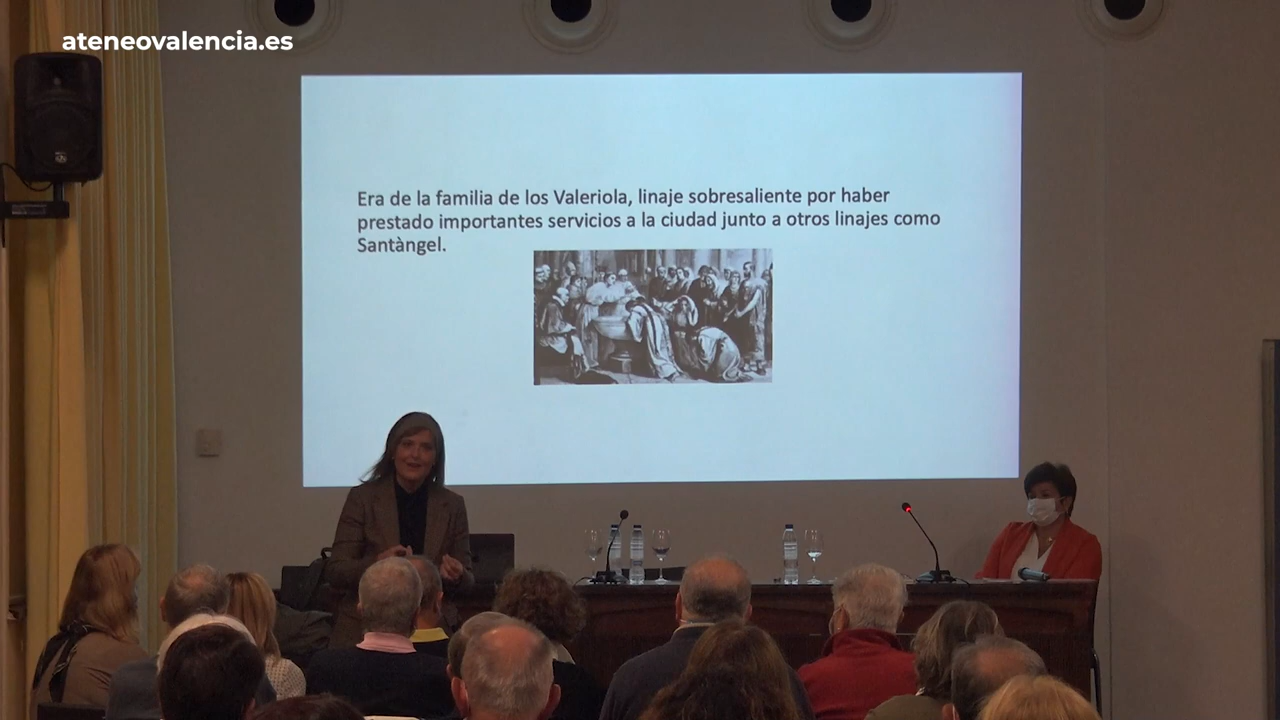 ateneovalencia.es
Era de la familia de los Valeriola, linaje sobresaliente por haber
prestado importantes servicios a la ciudad junto a otros linajes como
Santàngel.